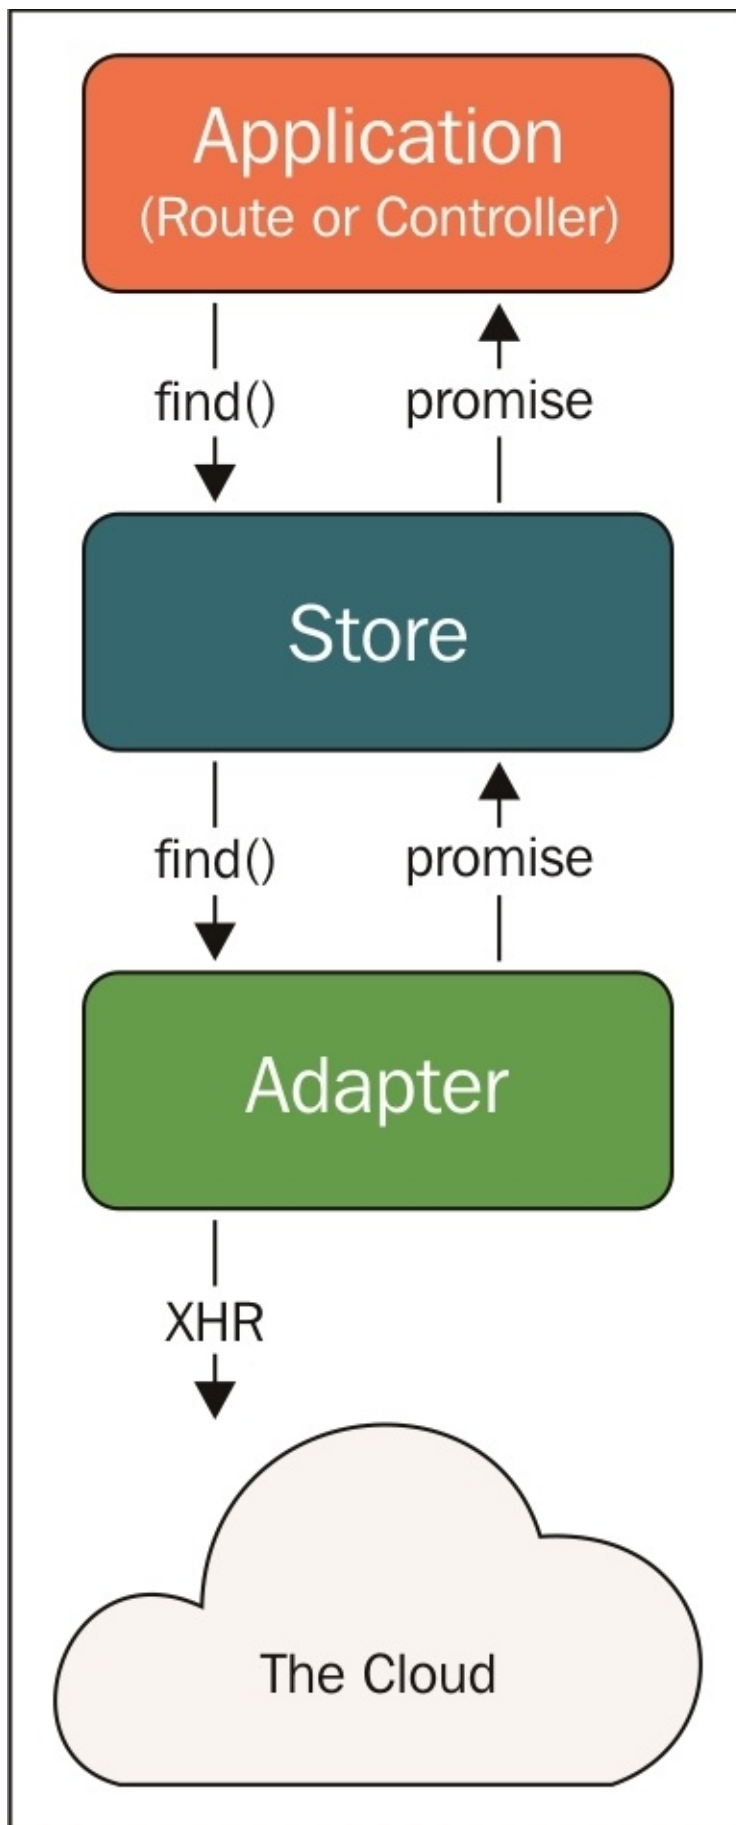 Application
(Route or Controller)
find()
promise
Store
find()
promise
Adapter
XHR
The Cloud